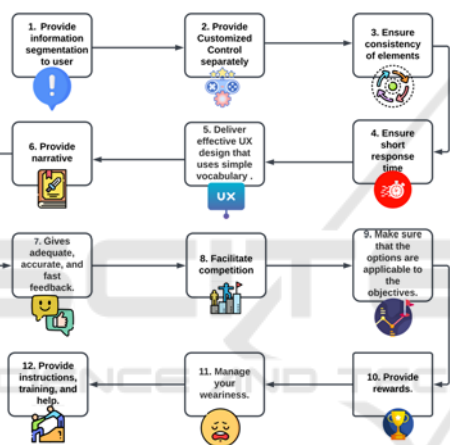 1. Provide
information
segmentation
to user
2. Provide
Customized
Control
separately
3. Ensure
consistency
of elements
4. Ensure
short
response
time
5. Deliver
effective UX
design that
uses simple
vocabulary .
UX
6. Provide
narrative
7. Gives
adequate,
accurate, and
fast
feedback.
8. Facilitate
competition
9. Make sure
that the
options are
applicable to
the
objectives.
10. Provide
rewards.
11. Manage
your
weariness.
12. Provide
instructions,
training, and
help.